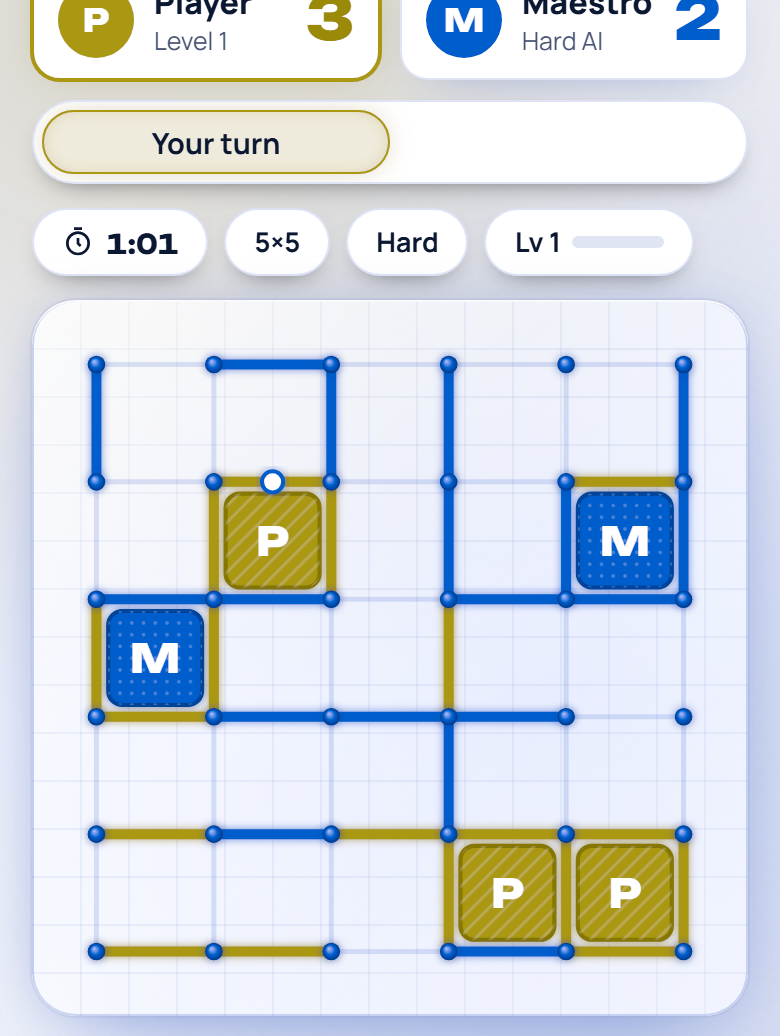 P
Player
Level 1
3
M
Maestro
Hard AI
2
Your turn
1:01
5×5
Hard
Lv 1
P
M
M
P
P